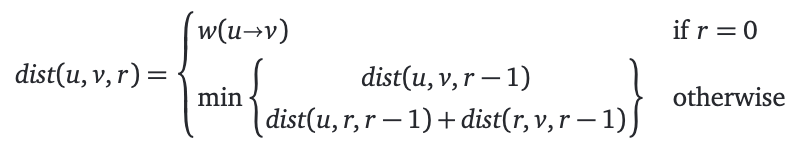 dist(u, v, r) = { w(u→v) if r = 0
min { dist(u, v, r − 1)
dist(u, r, r − 1) + dist(r, v, r − 1) } otherwise